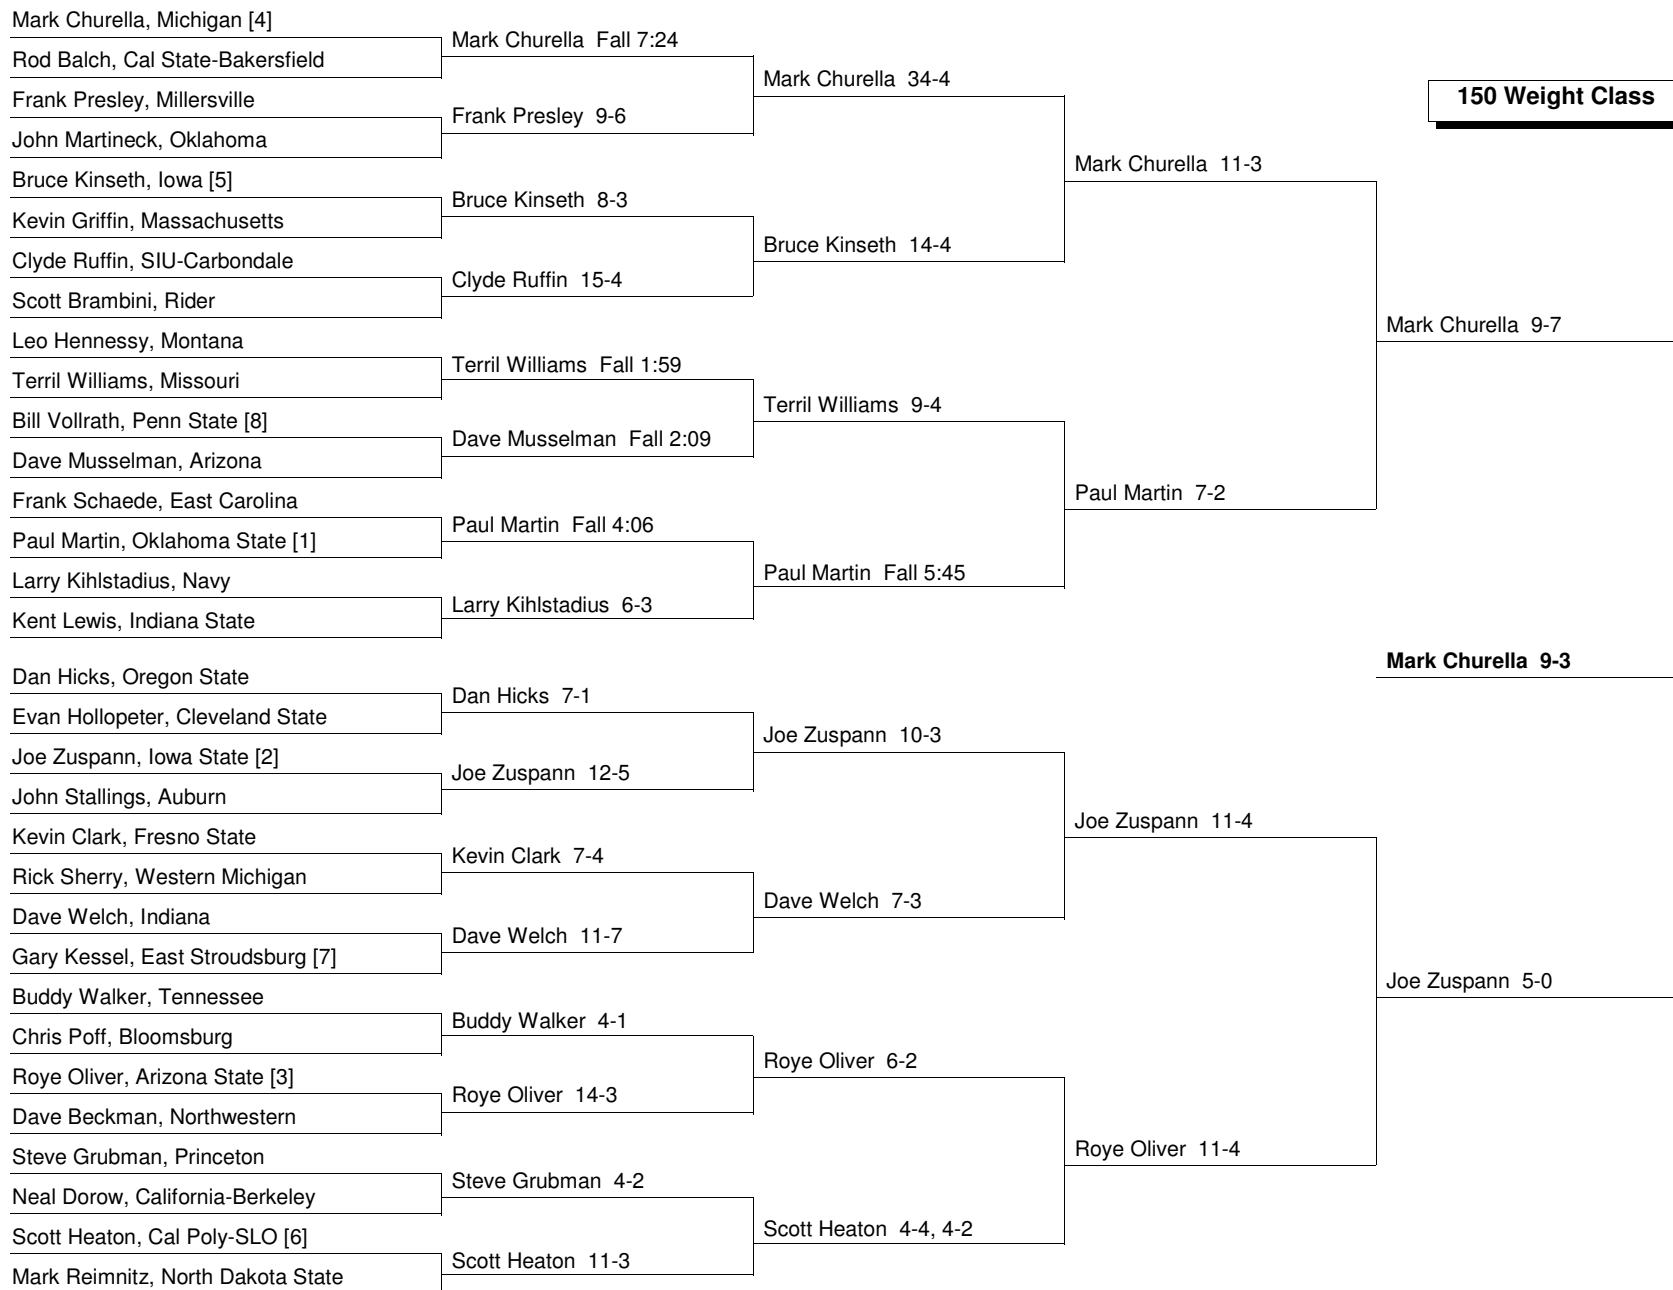 Mark Churella, Michigan [4]
Rod Balch, Cal State-Bakersfield
Frank Presley, Millersville
John Martineck, Oklahoma
Bruce Kinseth, Iowa [5]
Kevin Griffin, Massachusetts
Clyde Ruffin, SIU-Carbondale
Scott Brambini, Rider
Leo Hennessy, Montana
Terril Williams, Missouri
Bill Vollrath, Penn State [8]
Dave Musselman, Arizona
Frank Schaede, East Carolina
Paul Martin, Oklahoma State [1]
Larry Kihlstadius, Navy
Kent Lewis, Indiana State
Dan Hicks, Oregon State
Evan Hollopeter, Cleveland State
Joe Zuspann, Iowa State [2]
John Stallings, Auburn
Kevin Clark, Fresno State
Rick Sherry, Western Michigan
Dave Welch, Indiana
Gary Kessel, East Stroudsburg [7]
Buddy Walker, Tennessee
Chris Poff, Bloomsburg
Roye Oliver, Arizona State [3]
Dave Beckman, Northwestern
Steve Grubman, Princeton
Neal Dorow, California-Berkeley
Scott Heaton, Cal Poly-SLO [6]
Mark Reimnitz, North Dakota State
Mark Churella Fall 7:24
Frank Presley 9-6
Bruce Kinseth 8-3
Clyde Ruffin 15-4
Terril Williams Fall 1:59
Dave Musselman Fall 2:09
Paul Martin Fall 4:06
Larry Kihlstadius 6-3
Dan Hicks 7-1
Joe Zuspann 12-5
Kevin Clark 7-4
Dave Welch 11-7
Buddy Walker 4-1
Roye Oliver 14-3
Steve Grubman 4-2
Scott Heaton 11-3
Mark Churella 34-4
Bruce Kinseth 14-4
Terril Williams 9-4
Paul Martin Fall 5:45
Joe Zuspann 10-3
Dave Welch 7-3
Roye Oliver 6-2
Scott Heaton 4-4, 4-2
Mark Churella 11-3
Paul Martin 7-2
Joe Zuspann 11-4
Roye Oliver 11-4
150 Weight Class
Mark Churella 9-7
Mark Churella 9-3
Joe Zuspann 5-0